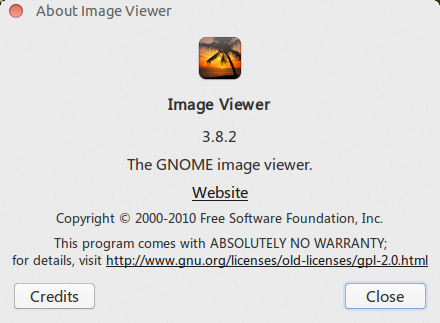 About Image Viewer
Image Viewer
3.8.2
The GNOME image viewer.
Website
Copyright © 2000-2010 Free Software Foundation, Inc.
This program comes with ABSOLUTELY NO WARRANTY;
for details, visit http://www.gnu.org/licenses/old-licenses/gpl-2.0.html
Credits
Close